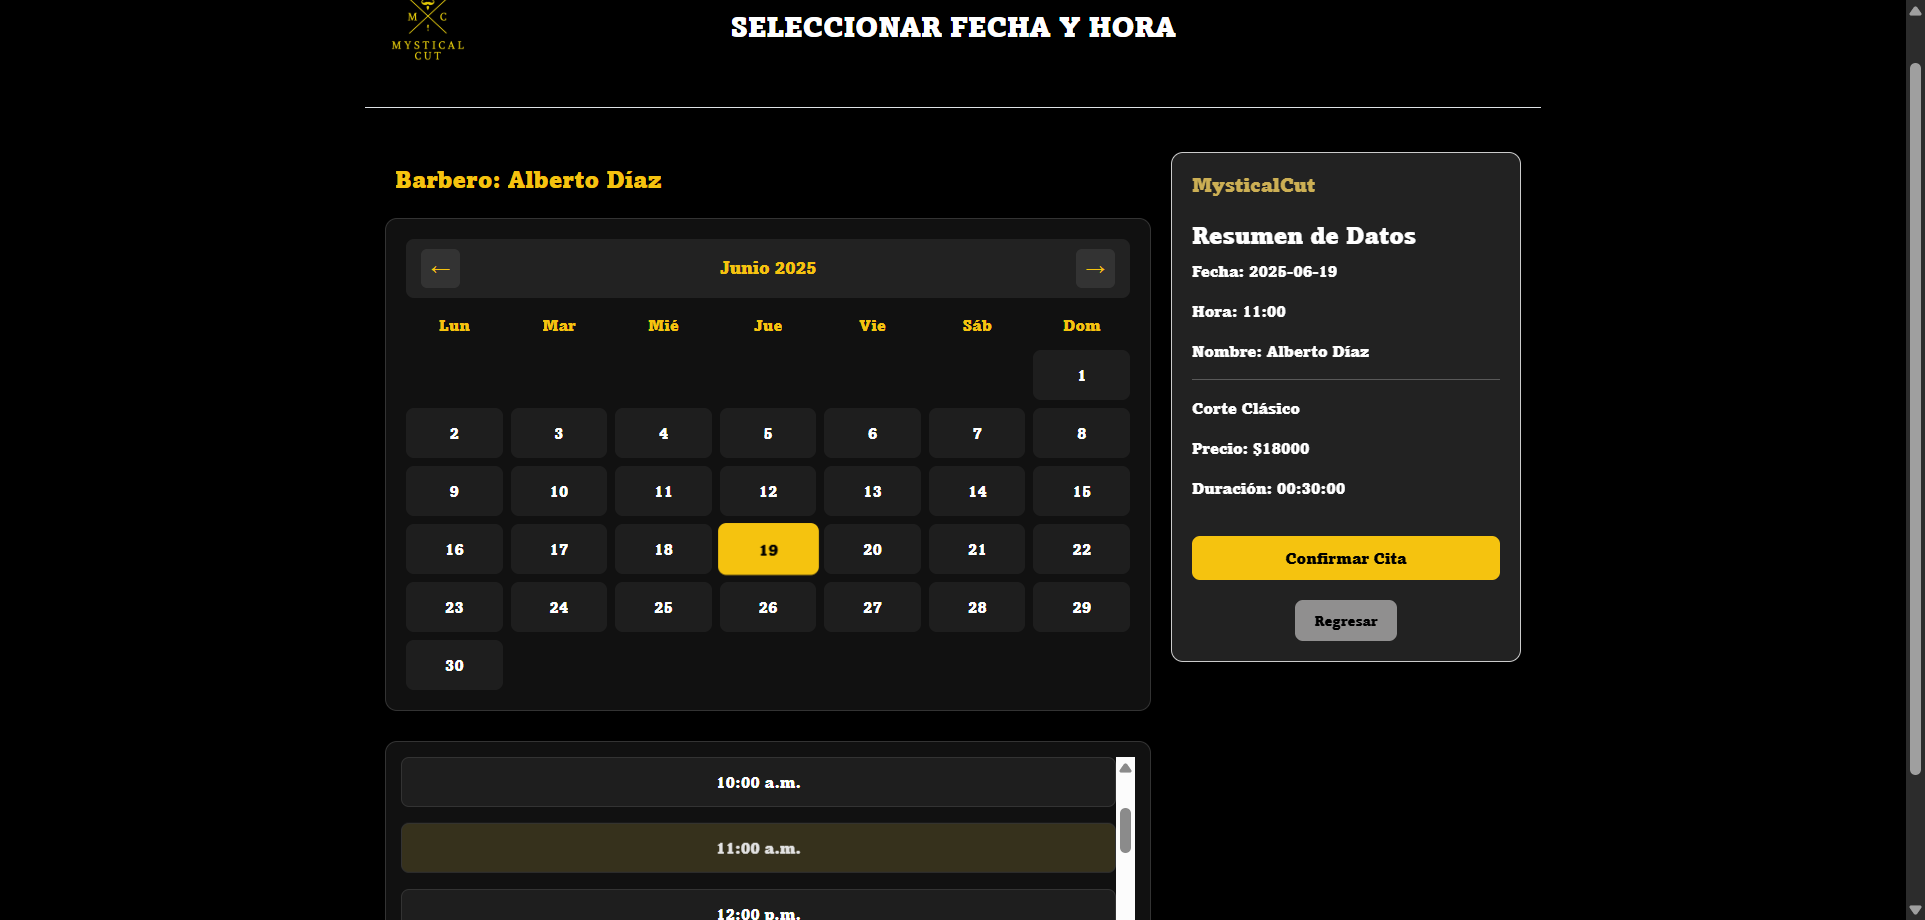 M C
MYSTICAL
CUT
SELECCIONAR FECHA Y HORA
Barbero: Alberto Díaz
← Junio 2025 →
Lun Mar Mié Jue Vie Sáb Dom
1
2 3 4 5 6 7 8
9 10 11 12 13 14 15
16 17 18 19 20 21 22
23 24 25 26 27 28 29
30
10:00 a.m.
11:00 a.m.
12:00 p.m.
MysticalCut
Resumen de Datos
Fecha: 2025-06-19
Hora: 11:00
Nombre: Alberto Díaz
Corte Clásico
Precio: $18000
Duración: 00:30:00
Confirmar Cita
Regresar